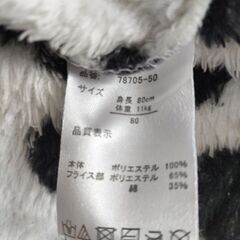 品番: 78705-50
サイズ
身長 80cm
体重 11kg
80
品質表示
本体 ポリエステル 100%
フライス部 ポリエステル 65%
綿 35%